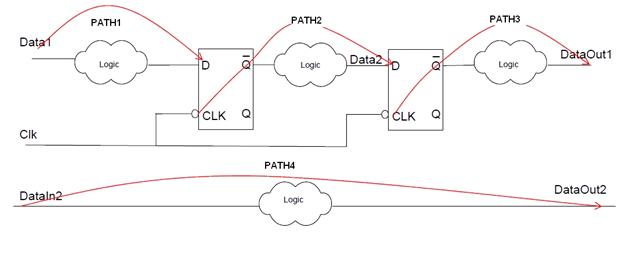 PATH1
PATH2
PATH3
Data1
Logic
D
Q
Logic
Data2
D
Q
Logic
DataOut1
CLK
Q
CLK
Q
Clk
PATH4
DataIn2
Logic
DataOut2